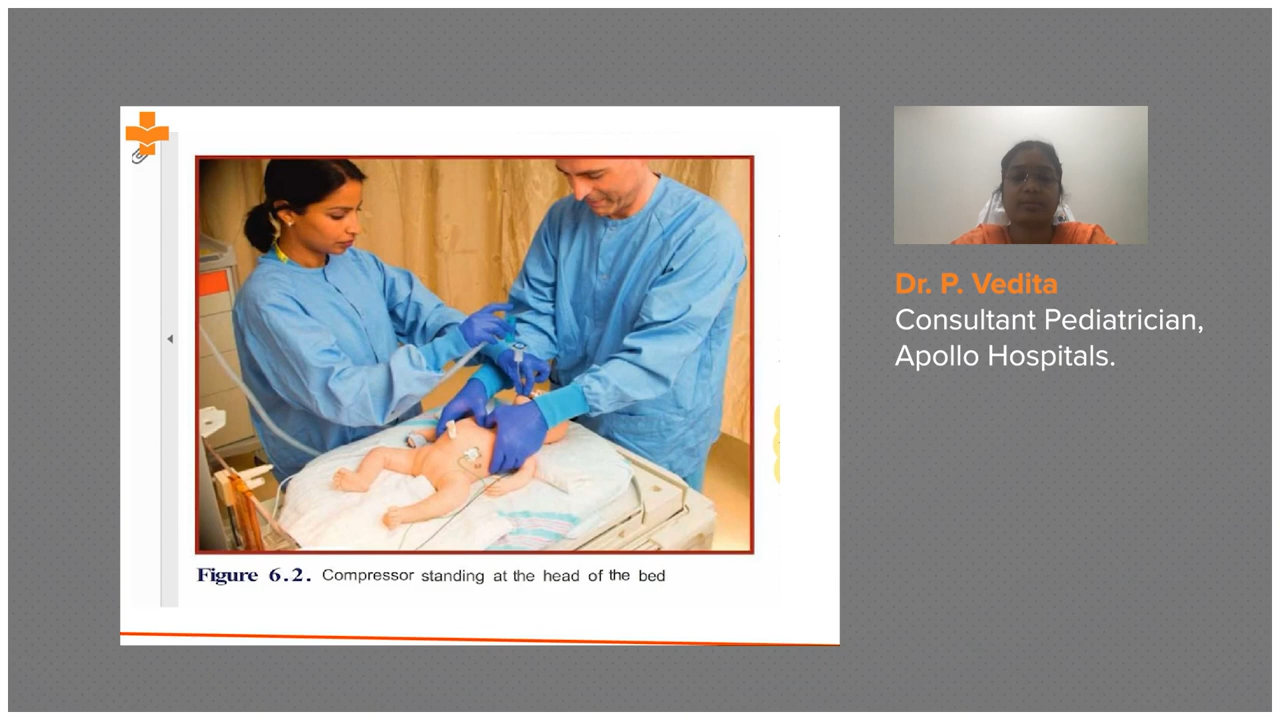 Figure 6.2. Compressor standing at the head of the bed
Dr. P. Vedita
Consultant Pediatrician,
Apollo Hospitals.